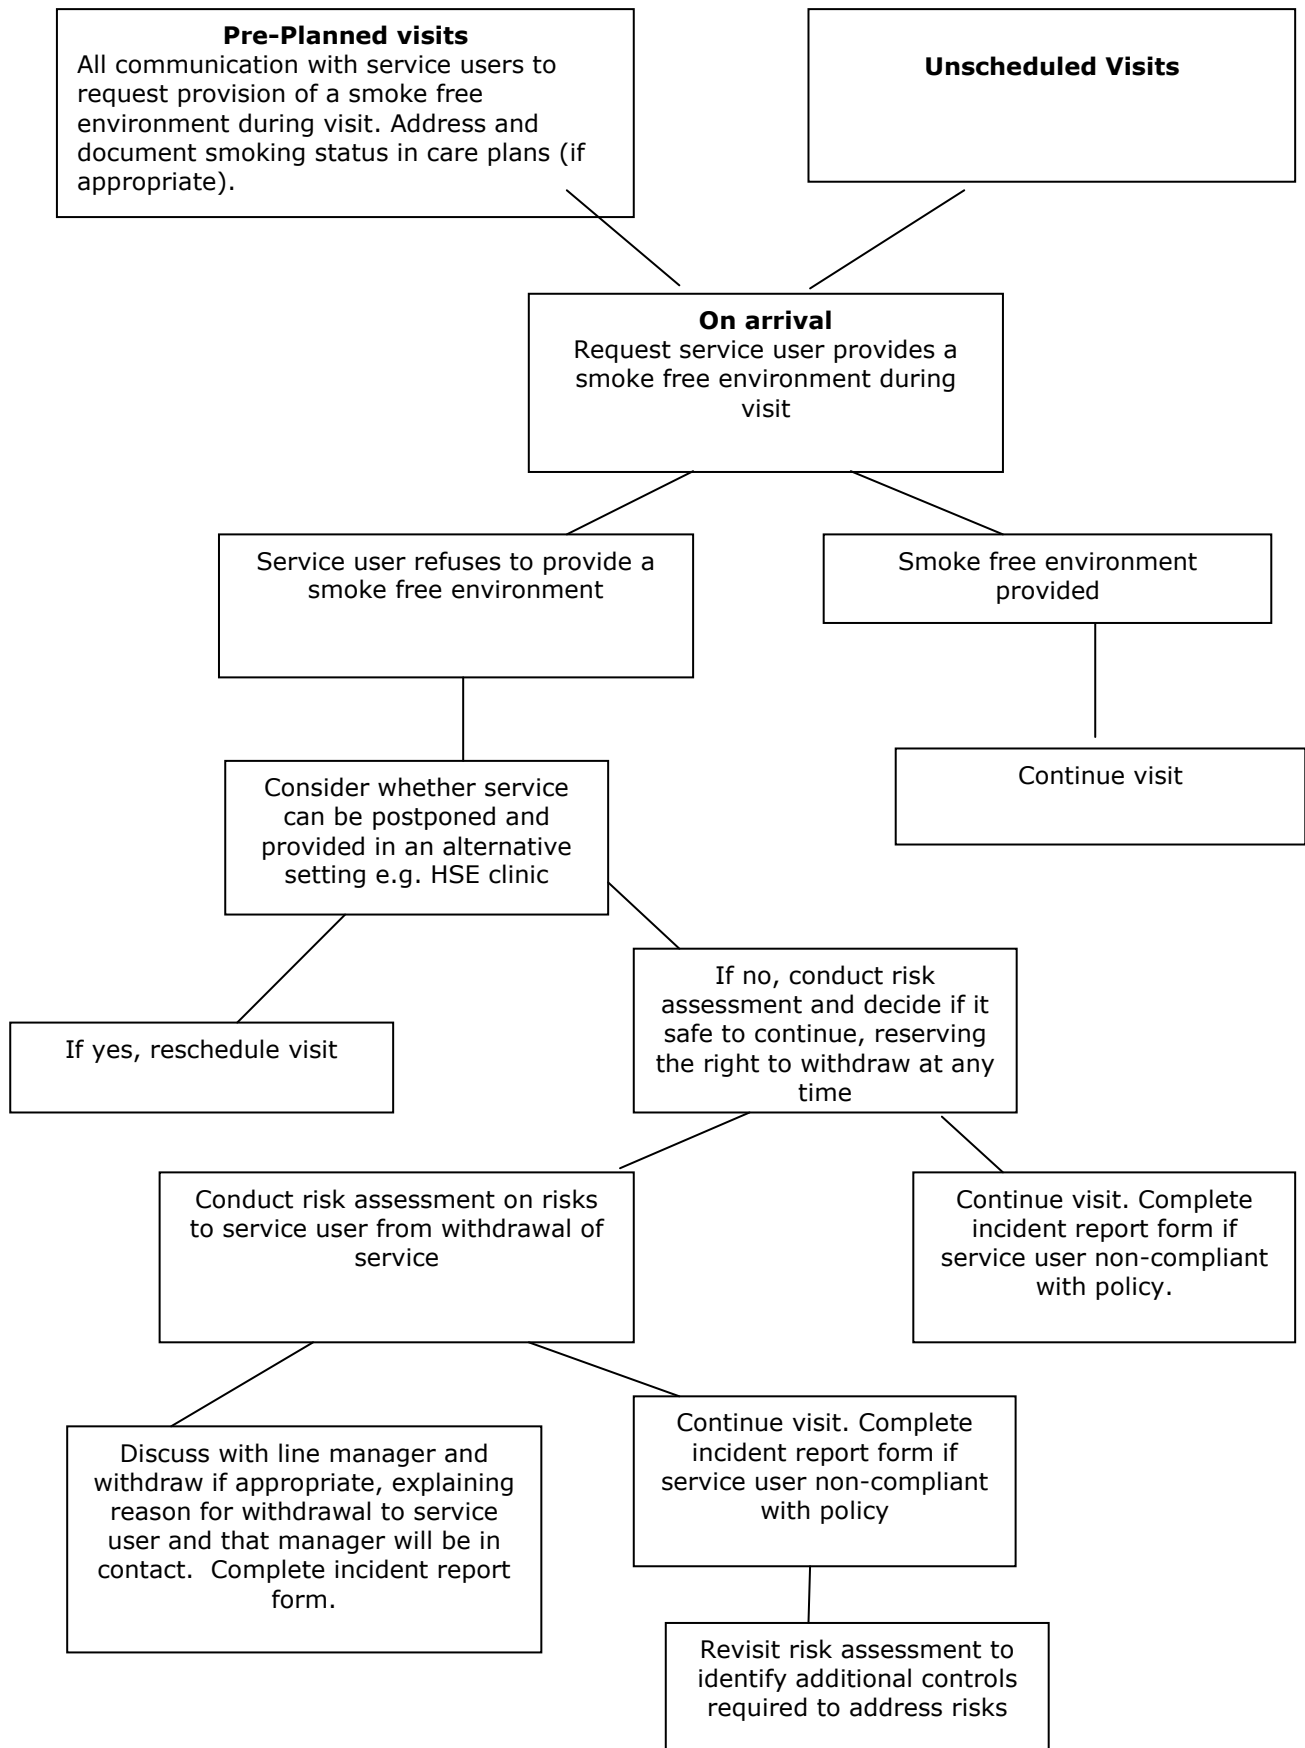 Pre-Planned visits
All communication with service users to
request provision of a smoke free
environment during visit. Address and
document smoking status in care plans (if
appropriate).
Unscheduled Visits
On arrival
Request service user provides a
smoke free environment during
visit
Service user refuses to provide a
smoke free environment
Smoke free environment
provided
Consider whether service
can be postponed and
provided in an alternative
setting e.g. HSE clinic
Continue visit
If no, conduct risk
assessment and decide if it
safe to continue, reserving
the right to withdraw at any
time
If yes, reschedule visit
Conduct risk assessment on risks
to service user from withdrawal of
service
Continue visit. Complete
incident report form if
service user non-compliant
with policy.
Discuss with line manager and
withdraw if appropriate, explaining
reason for withdrawal to service
user and that manager will be in
contact.  Complete incident report
form.
Continue visit. Complete
incident report form if
service user non-compliant
with policy
Revisit risk assessment to
identify additional controls
required to address risks